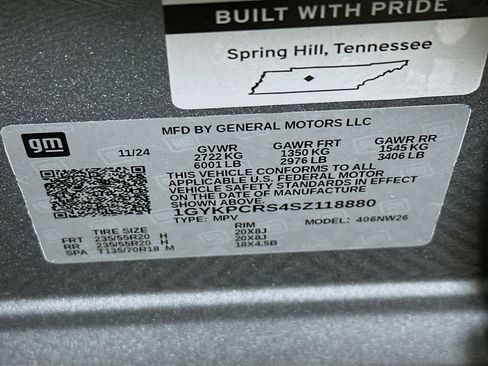 BUILT WITH PRIDE
Spring Hill, Tennessee
gm
MFD BY GENERAL MOTORS LLC
11/24 GVWR GAWR FRT GAWR RR
2722 KG 1350 KG 1545 KG
6001 LB 2976 LB 3406 LB
THIS VEHICLE CONFORMS TO ALL
APPLICABLE U.S. FEDERAL MOTOR
VEHICLE SAFETY STANDARDS IN
EFFECT ON THE DATE OF MANUFACTURE
SHOWN ABOVE.
1GYKPCRS4SZ118880
TYPE: MPV MODEL: 406NW26
TIRE SIZE RIM
FRT 235/55R20 H 20X8J
RR 235/55R20 H 20X8J
SPA T135/70R18 M 18X4.5B